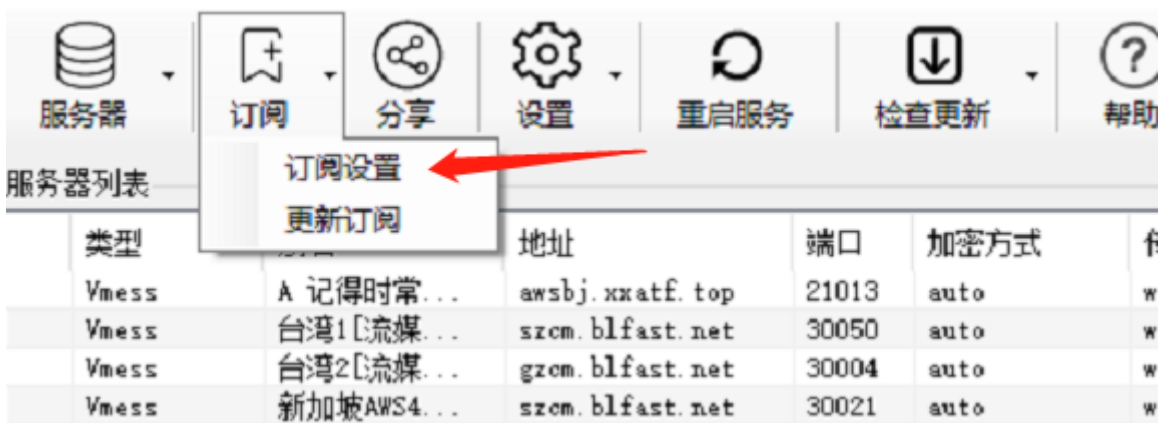 服务器 订阅 分享 设置 重启服务 检查更新 帮助
订阅设置
服务器列表
更新订阅
类型 地址 端口 加密方式
Vmess A 记得时常... awsbj.xxatf.top 21013 auto w
Vmess 台湾1[流媒... szcm.blfast.net 30050 auto w
Vmess 台湾2[流媒... gzcm.blfast.net 30004 auto w
Vmess 新加坡AWS4... szcm.blfast.net 30021 auto w